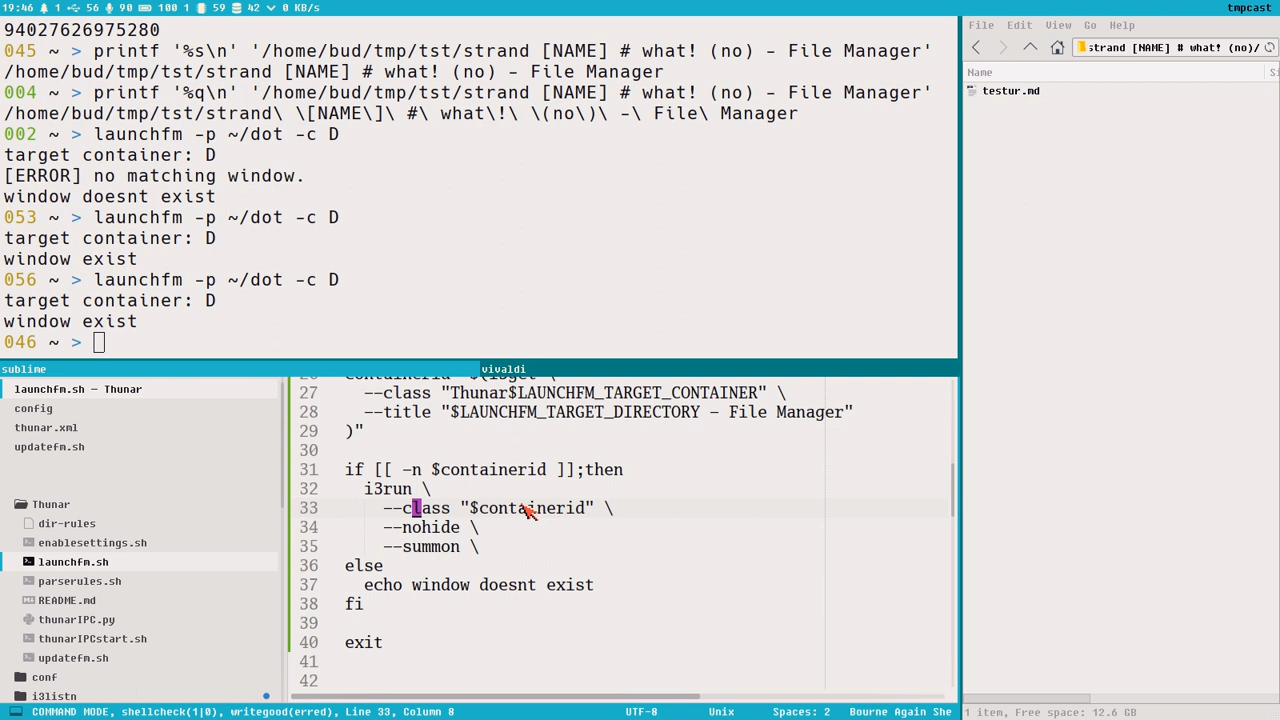 19:46 1 56 90 100 1 59 42 0 KB/s
tmpcast
94027626975280
045 ~ > printf '%s\n' '/home/bud/tmp/tst/strand [NAME] # what! (no) - File Manager'
/home/bud/tmp/tst/strand [NAME] # what! (no) - File Manager
004 ~ > printf '%q\n' '/home/bud/tmp/tst/strand [NAME] # what! (no) - File Manager'
/home/bud/tmp/tst/strand\ \[NAME\]\ #\ what\!\ \(no\)\ -\ File\ Manager
002 ~ > launchfm -p ~/dot -c D
target container: D
[ERROR] no matching window.
window doesnt exist
053 ~ > launchfm -p ~/dot -c D
target container: D
window exist
056 ~ > launchfm -p ~/dot -c D
target container: D
window exist
046 ~ >
File Edit View Go Help
strand [NAME] # what! (no)/
Name
testur.md
1 item, Free space: 12.6 GB
sublime
vivaldi
launchfm.sh — Thunar
config
thunar.xml
updatefm.sh
Thunar
dir-rules
enablesettings.sh
launchfm.sh
parserules.sh
README.md
thunarIPC.py
thunarIPCstart.sh
updatefm.sh
conf
i3listn
27 --class "Thunar$LAUNCHFM_TARGET_CONTAINER" \
28 --title "$LAUNCHFM_TARGET_DIRECTORY - File Manager"
29 )"
30
31 if [[ -n $containerid ]];then
32 i3run \
33 --class "$containerid" \
34 --nohide \
35 --summon \
36 else
37 echo window doesnt exist
38 fi
39
40 exit
41
42
COMMAND MODE, shellcheck(1|0), writegood(erred), Line 33, Column 8
UTF-8 Unix Spaces: 2 Bourne Again She